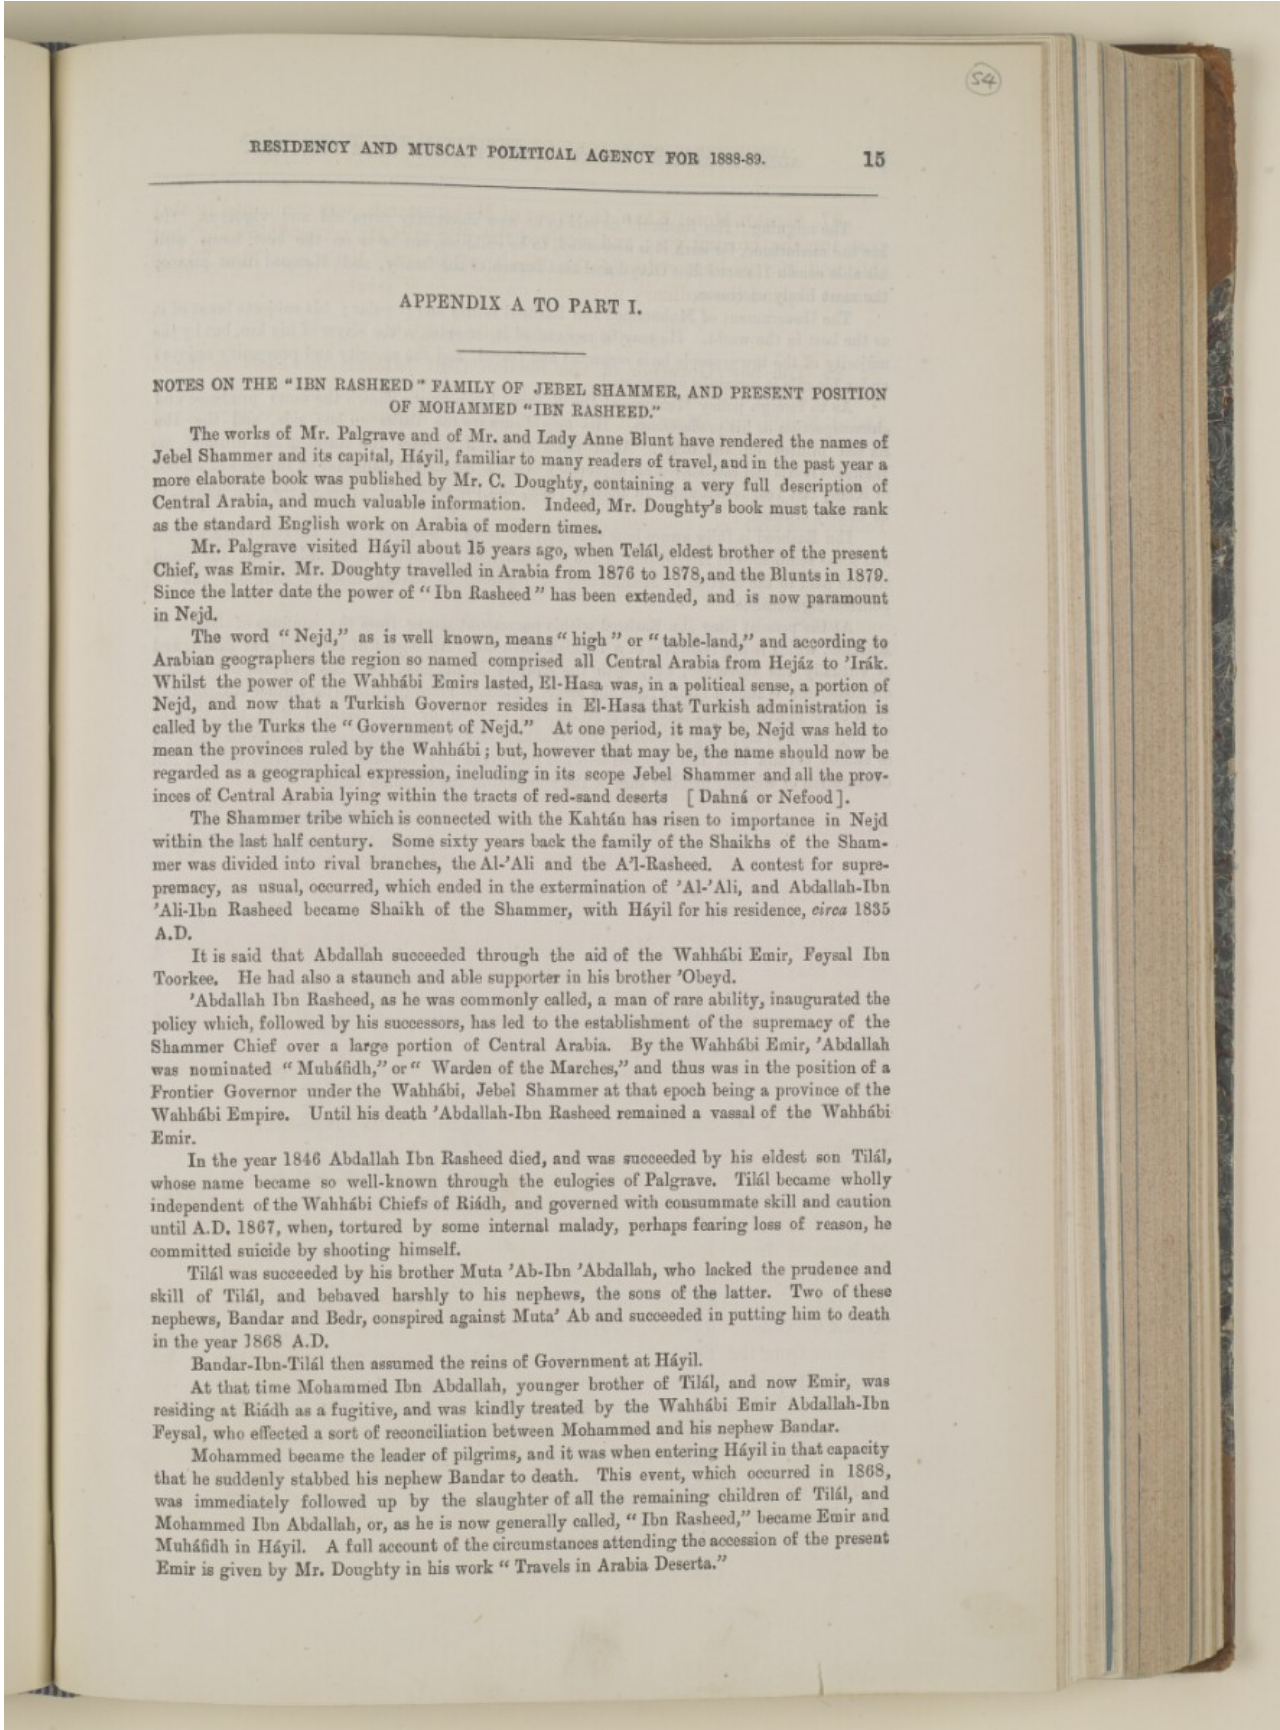 54
RESIDENCY AND MUSCAT POLITICAL AGENCY FOR 1888-89. 15
APPENDIX A TO PART I.
NOTES ON THE "IBN RASHEED" FAMILY OF JEBEL SHAMMER, AND PRESENT POSITION
OF MOHAMMED "IBN RASHEED."
The works of Mr. Palgrave and of Mr. and Lady Anne Blunt have rendered the names of
Jebel Shammer and its capital, Háyil, familiar to many readers of travel, and in the past year a
more elaborate book was published by Mr. C. Doughty, containing a very full description of
Central Arabia, and much valuable information. Indeed, Mr. Doughty's book must take rank
as the standard English work on Arabia of modern times.
Mr. Palgrave visited Háyil about 15 years ago, when Telál, eldest brother of the present
Chief, was Emir. Mr. Doughty travelled in Arabia from 1876 to 1878, and the Blunts in 1879.
Since the latter date the power of "Ibn Rasheed" has been extended, and is now paramount
in Nejd.
The word "Nejd," as is well known, means "high" or "table-land," and according to
Arabian geographers the region so named comprised all Central Arabia from Hejáz to 'Irák.
Whilst the power of the Wahhábi Emirs lasted, El-Hasa was, in a political sense, a portion of
Nejd, and now that a Turkish Governor resides in El-Hasa that Turkish administration is
called by the Turks the "Government of Nejd." At one period, it may be, Nejd was held to
mean the provinces ruled by the Wahhábi; but, however that may be, the name should now be
regarded as a geographical expression, including in its scope Jebel Shammer and all the prov-
inces of Central Arabia lying within the tracts of red-sand deserts [Dahná or Nefood].
The Shammer tribe which is connected with the Kahtán has risen to importance in Nejd
within the last half century. Some sixty years back the family of the Shaikhs of the Sham-
mer was divided into rival branches, the Al-'Ali and the A'l-Rasheed. A contest for supre-
premacy, as usual, occurred, which ended in the extermination of 'Al-'Ali, and Abdallah-Ibn
'Ali-Ibn Rasheed became Shaikh of the Shammer, with Háyil for his residence, circa 1835
A.D.
It is said that Abdallah succeeded through the aid of the Wahhábi Emir, Feysal Ibn
Toorkee. He had also a staunch and able supporter in his brother 'Obeyd.
'Abdallah Ibn Rasheed, as he was commonly called, a man of rare ability, inaugurated the
policy which, followed by his successors, has led to the establishment of the supremacy of the
Shammer Chief over a large portion of Central Arabia. By the Wahhábi Emir, 'Abdallah
was nominated "Muháfidh," or "Warden of the Marches," and thus was in the position of a
Frontier Governor under the Wahhábi, Jebel Shammer at that epoch being a province of the
Wahhábi Empire. Until his death 'Abdallah-Ibn Rasheed remained a vassal of the Wahhábi
Emir.
In the year 1846 Abdallah Ibn Rasheed died, and was succeeded by his eldest son Tilál,
whose name became so well-known through the eulogies of Palgrave. Tilál became wholly
independent of the Wahhábi Chiefs of Riádh, and governed with consummate skill and caution
until A.D. 1867, when, tortured by some internal malady, perhaps fearing loss of reason, he
committed suicide by shooting himself.
Tilál was succeeded by his brother Muta 'Ab-Ibn 'Abdallah, who lacked the prudence and
skill of Tilál, and behaved harshly to his nephews, the sons of the latter. Two of these
nephews, Bandar and Bedr, conspired against Muta' Ab and succeeded in putting him to death
in the year 1868 A.D.
Bandar-Ibn-Tilál then assumed the reins of Government at Háyil.
At that time Mohammed Ibn Abdallah, younger brother of Tilál, and now Emir, was
residing at Riádh as a fugitive, and was kindly treated by the Wahhábi Emir Abdallah-Ibn
Feysal, who effected a sort of reconciliation between Mohammed and his nephew Bandar.
Mohammed became the leader of pilgrims, and it was when entering Háyil in that capacity
that he suddenly stabbed his nephew Bandar to death. This event, which occurred in 1868,
was immediately followed up by the slaughter of all the remaining children of Tilál, and
Mohammed Ibn Abdallah, or, as he is now generally called, "Ibn Rasheed," became Emir and
Muháfidh in Háyil. A full account of the circumstances attending the accession of the present
Emir is given by Mr. Doughty in his work "Travels in Arabia Deserta."